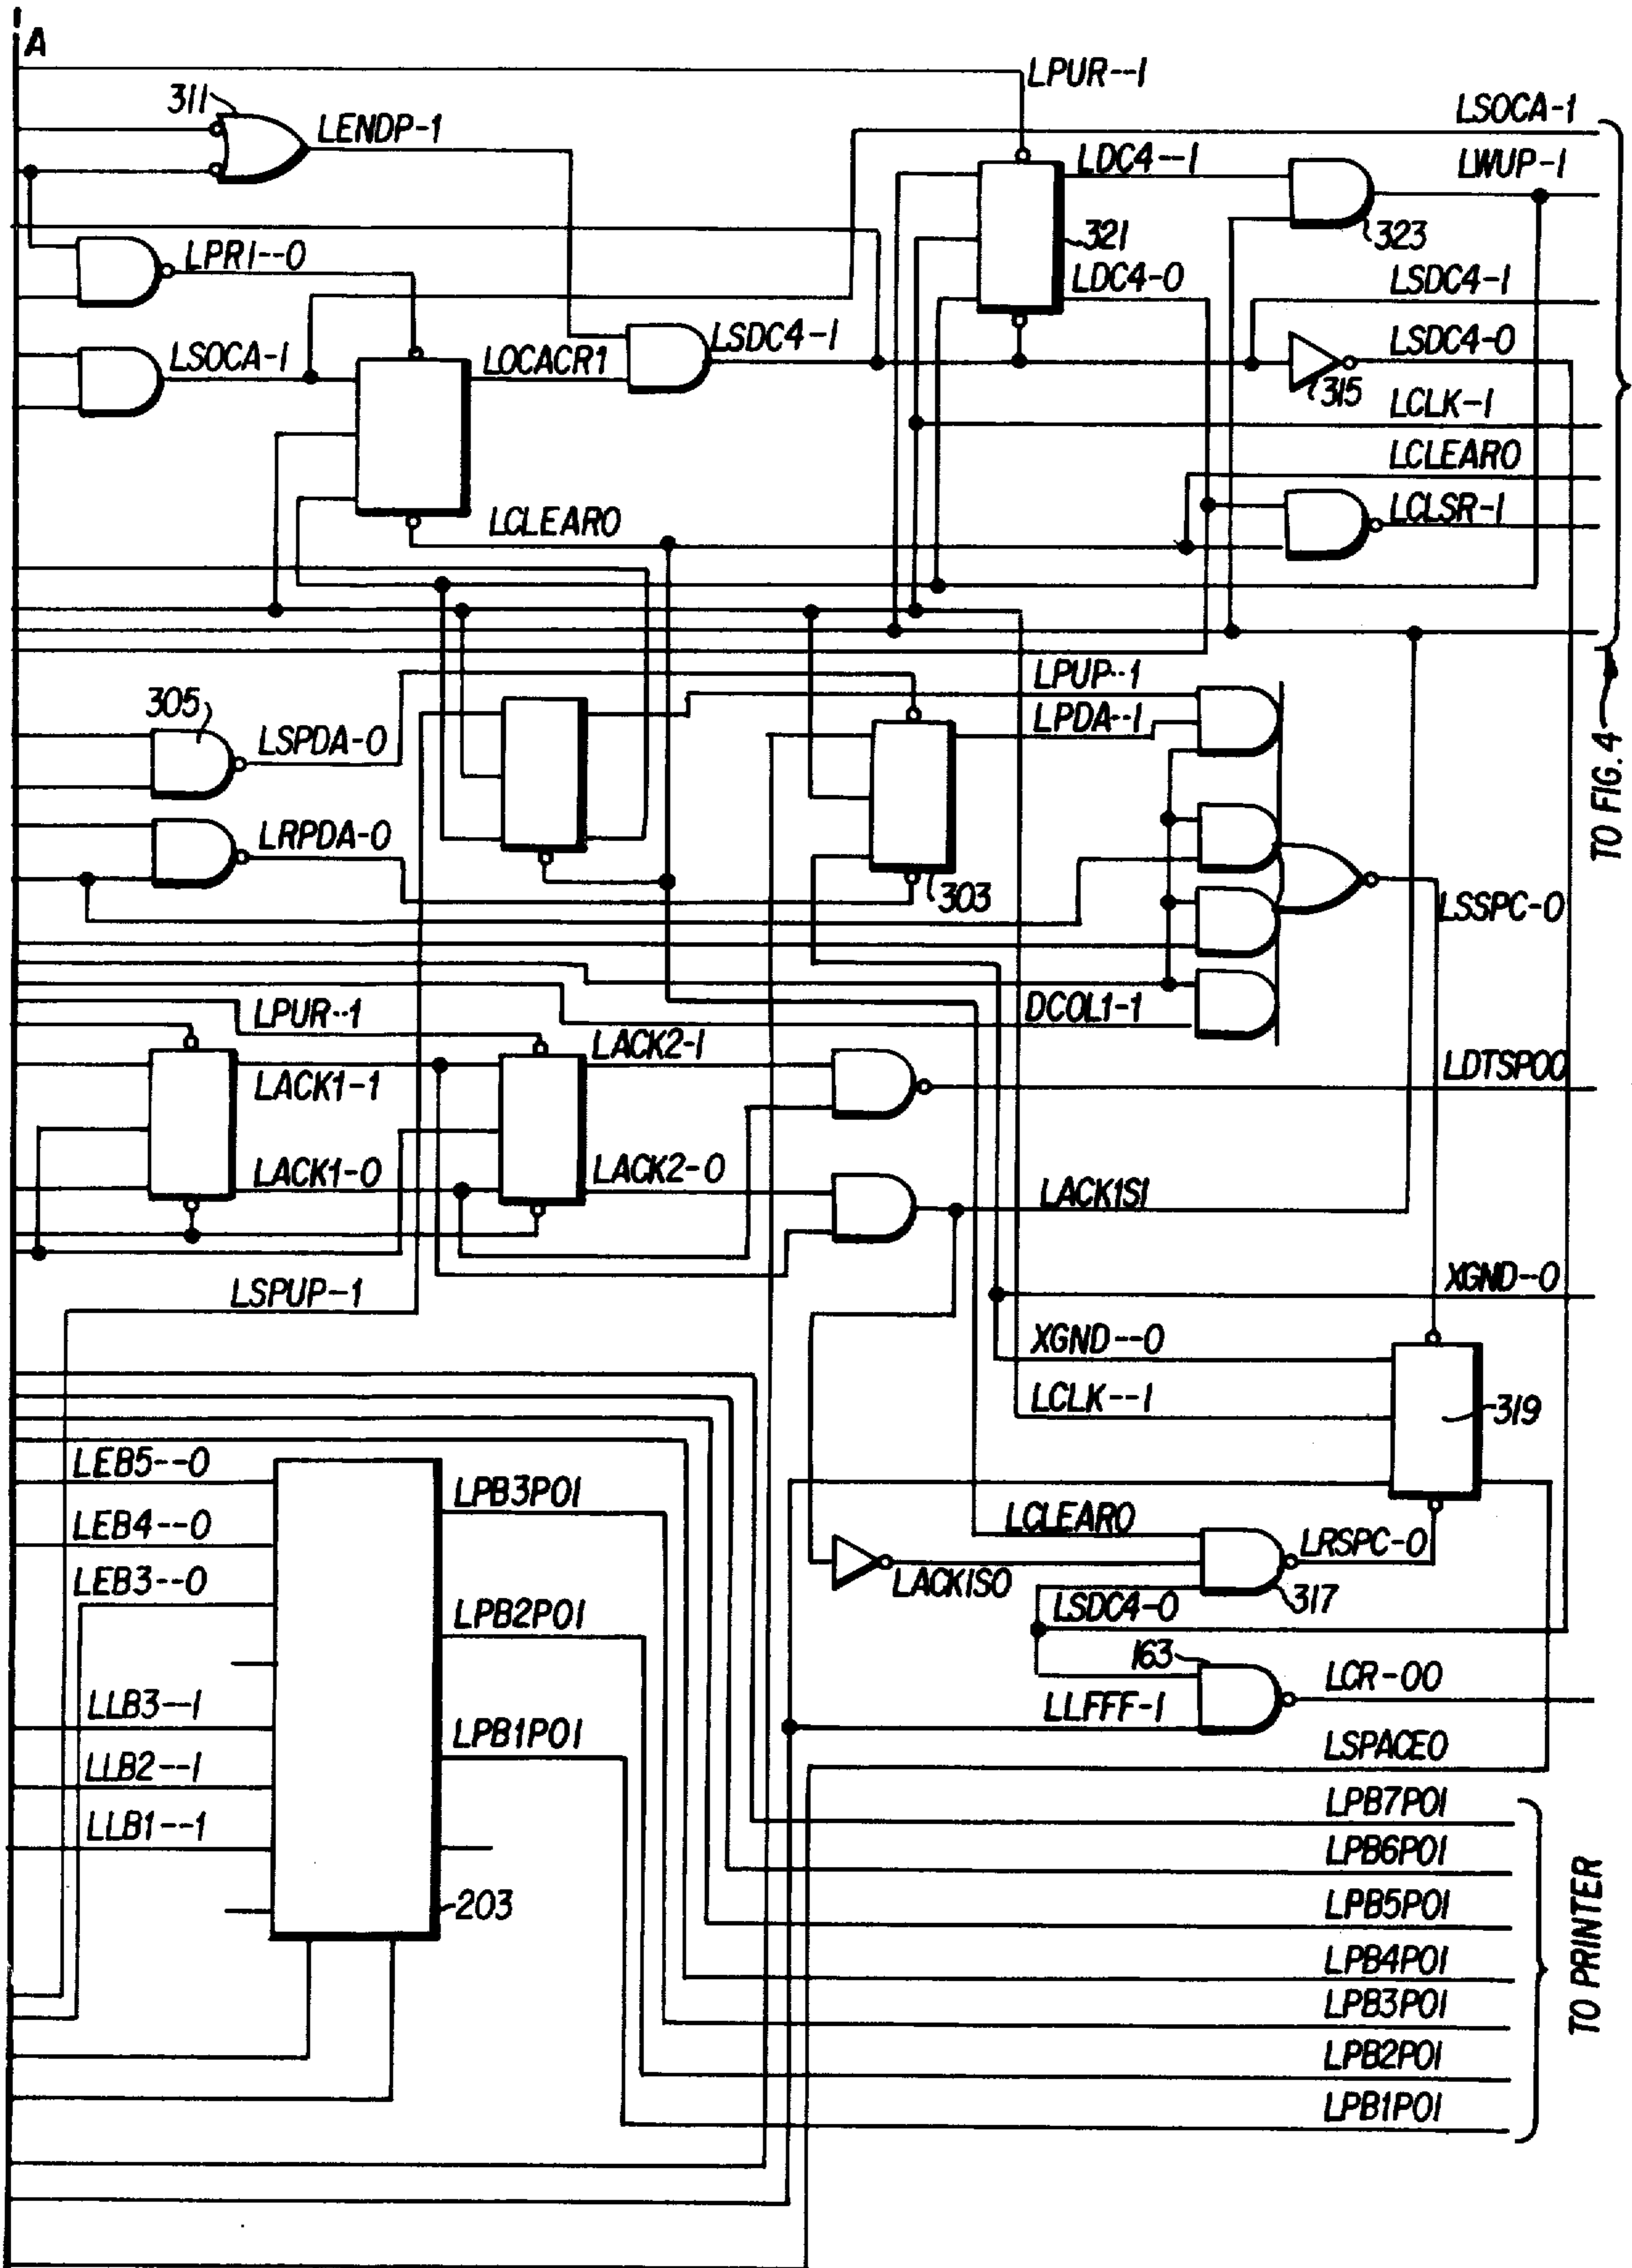 A
LPUR--1
311
LENDP-1
LSOCA-1
LDC4--1
LWUP-1
321
323
LPR1--0
LDC4-0
LSDC4-1
LSOCA-1
LOCACR1
LSDC4-1
LSDC4-0
315
LCLK-1
LCLEAR0
LCLEAR0
LCLSR-1
LPUP--1
305
LSPDA-0
LPDA--1
TO FIG. 4
LRPDA-0
303
LSSPC-0
LPUR--1
DCOL1-1
LACK2-1
LDTSP00
LACK1-1
LACK1-0
LACK2-0
LACK1S1
LSPUP-1
XGND--0
XGND--0
LCLK--1
319
LEB5--0
LPB3P01
LEB4--0
LCLEAR0
LRSPC-0
LEB3--0
LACK1S0
317
LPB2P01
LSDC4-0
163
LCR-00
LLB3--1
LLFFF-1
LPB1P01
LSPACE0
LLB2--1
LPB7P01
LLB1--1
LPB6P01
203
LPB5P01
LPB4P01
LPB3P01
TO PRINTER
LPB2P01
LPB1P01